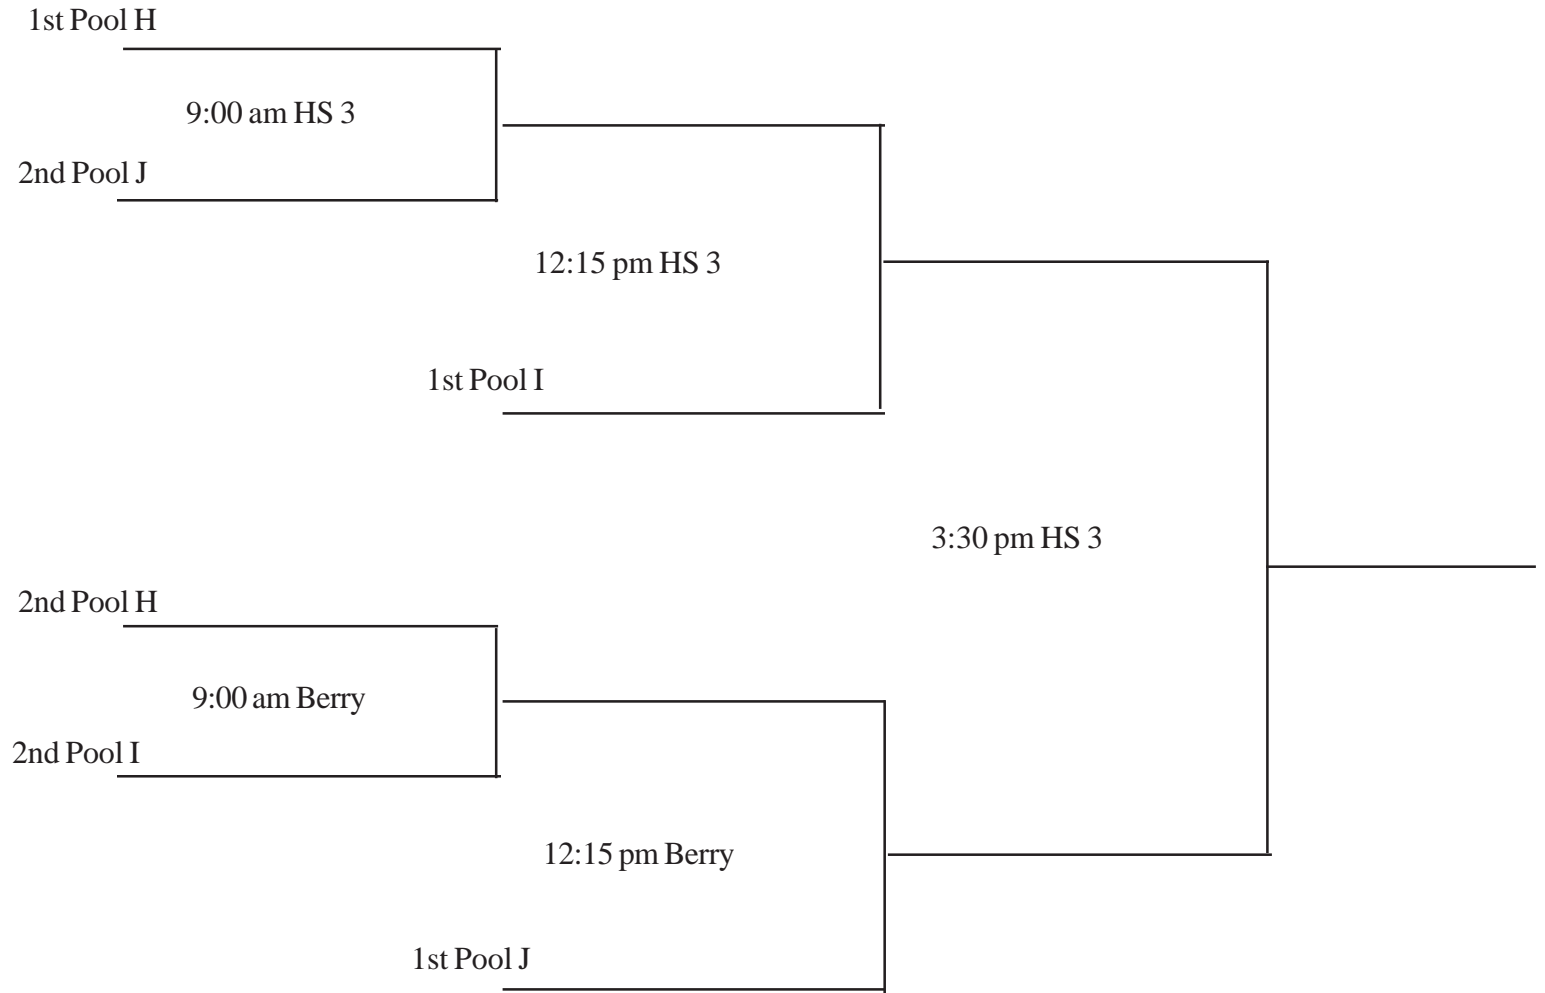 1st Pool H
9:00 am HS 3
2nd Pool J
12:15 pm HS 3
1st Pool I
3:30 pm HS 3
2nd Pool H
9:00 am Berry
2nd Pool I
12:15 pm Berry
1st Pool J